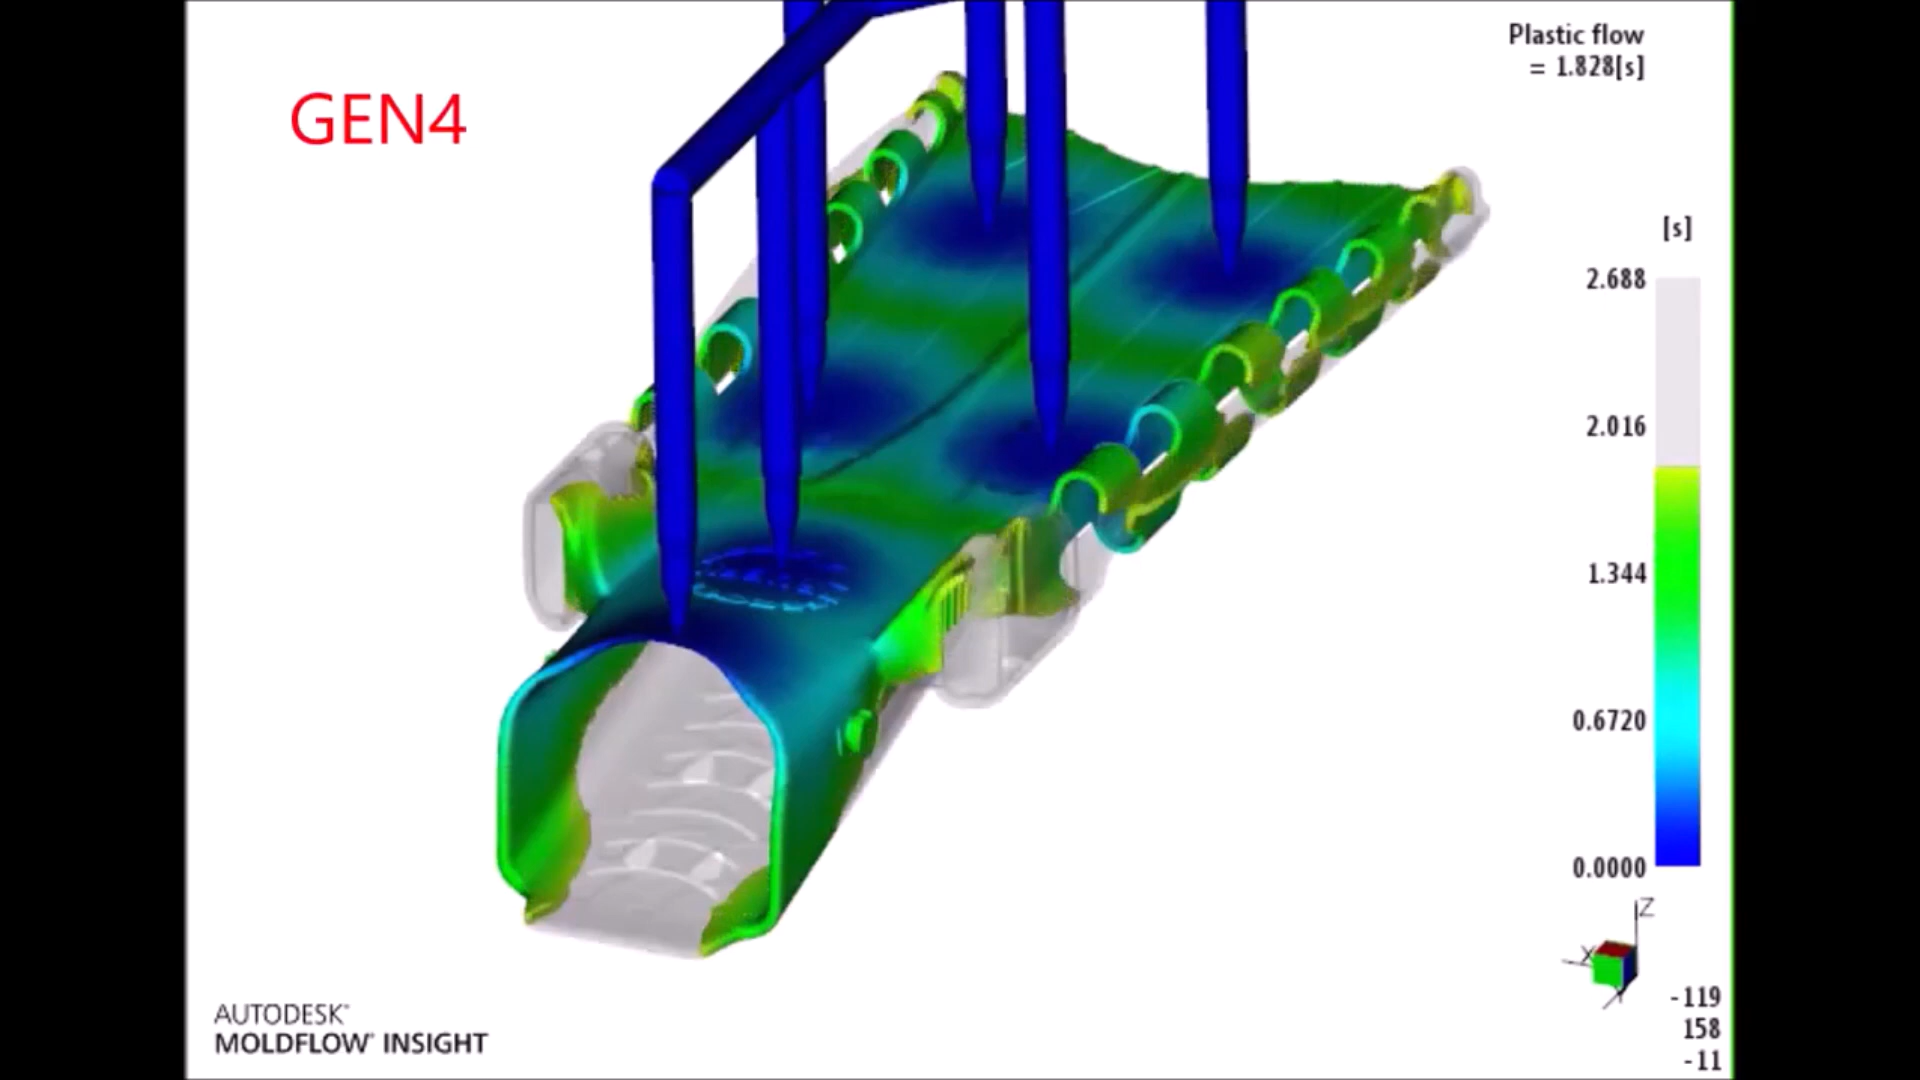 GEN4
Plastic flow
= 1.828[s]
[s]
2.688
2.016
1.344
0.6720
0.0000
Z
X
Y
-119
158
-11
AUTODESK™
MOLDFLOW® INSIGHT